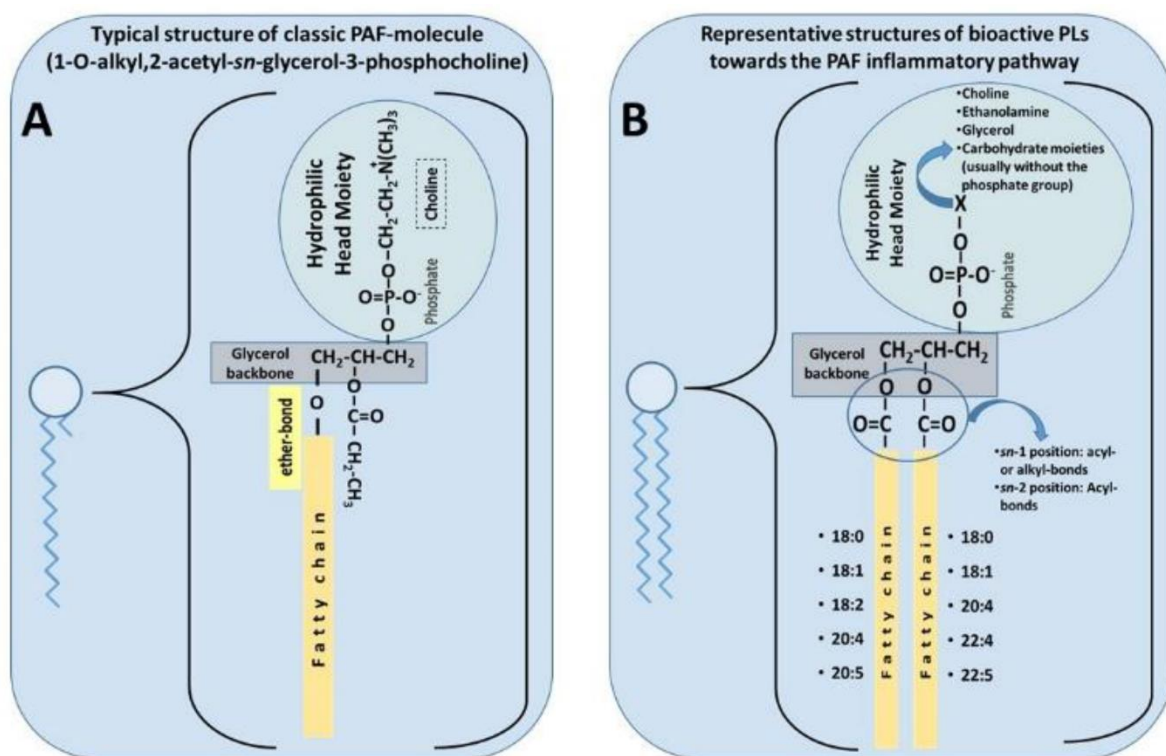 Typical structure of classic PAF-molecule
(1-O-alkyl,2-acetyl-sn-glycerol-3-phosphocholine)
A
Hydrophilic
Head Moiety
CH₂-CH₂-N⁺(CH₃)₃
Choline
O
O=P-O⁻
O
Phosphate
Glycerol
backbone
CH₂-CH-CH₂
ether-bond
O
O
C=O
CH₂-CH₃
Fatty chain
Representative structures of bioactive PLs
towards the PAF inflammatory pathway
B
•Choline
•Ethanolamine
•Glycerol
•Carbohydrate moieties
(usually without the
phosphate group)
Hydrophilic
Head Moiety
X
O
O=P-O⁻
O
Phosphate
Glycerol
backbone
CH₂-CH-CH₂
O O
O=C C=O
•sn-1 position: acyl-
or alkyl-bonds
•sn-2 position: Acyl-
bonds
Fatty chain
Fatty chain
• 18:0
• 18:1
• 18:2
• 20:4
• 20:5
• 18:0
• 18:1
• 20:4
• 22:4
• 22:5